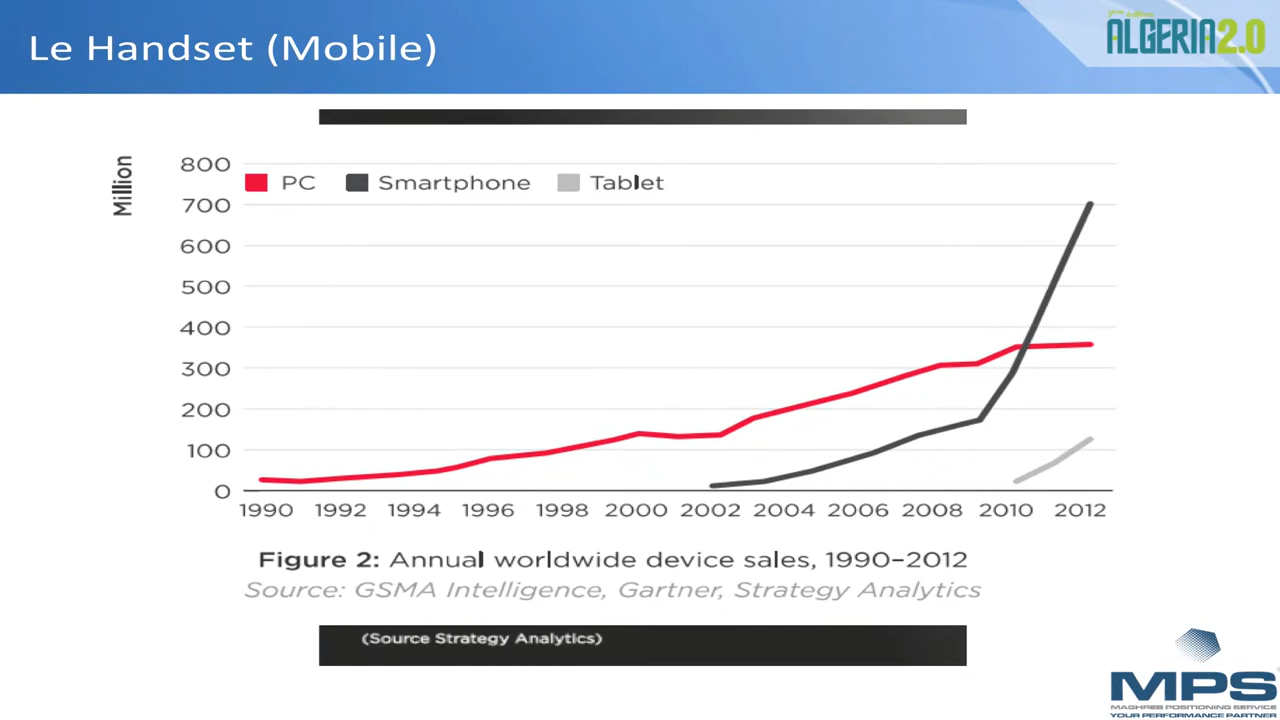 Le Handset (Mobile)
ALGERIA2.0
Million
800
PC Smartphone Tablet
700
600
500
400
300
200
100
0
1990 1992 1994 1996 1998 2000 2002 2004 2006 2008 2010 2012
Figure 2: Annual worldwide device sales, 1990–2012
Source: GSMA Intelligence, Gartner, Strategy Analytics
(Source Strategy Analytics)
MPS
MAGHREB POSITIONING SERVICE
YOUR PERFORMANCE PARTNER